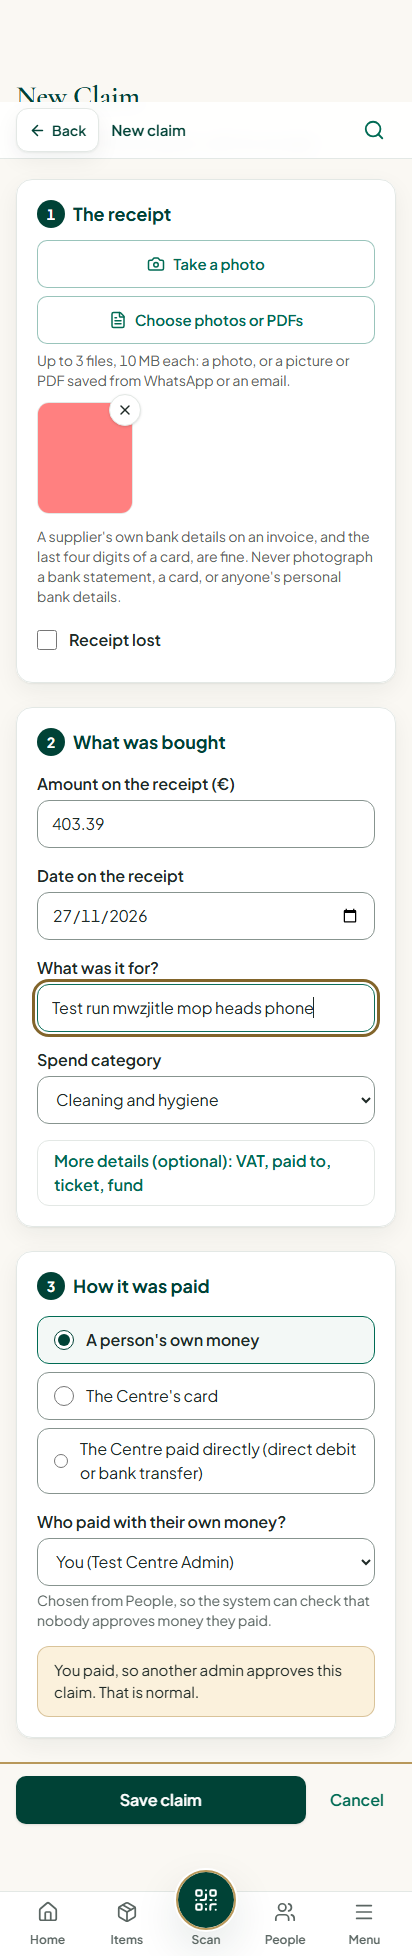 New Claim
Back
New claim
1 The receipt
Take a photo
Choose photos or PDFs
Up to 3 files, 10 MB each: a photo, or a picture or
PDF saved from WhatsApp or an email.
A supplier's own bank details on an invoice, and the
last four digits of a card, are fine. Never photograph
a bank statement, a card, or anyone's personal
bank details.
Receipt lost
2 What was bought
Amount on the receipt (€)
403.39
Date on the receipt
27/11/2026
What was it for?
Test run mwzjitle mop heads phone
Spend category
Cleaning and hygiene
More details (optional): VAT, paid to,
ticket, fund
3 How it was paid
A person's own money
The Centre's card
The Centre paid directly (direct debit
or bank transfer)
Who paid with their own money?
You (Test Centre Admin)
Chosen from People, so the system can check that
nobody approves money they paid.
You paid, so another admin approves this
claim. That is normal.
Save claim
Cancel
Home
Items
Scan
People
Menu